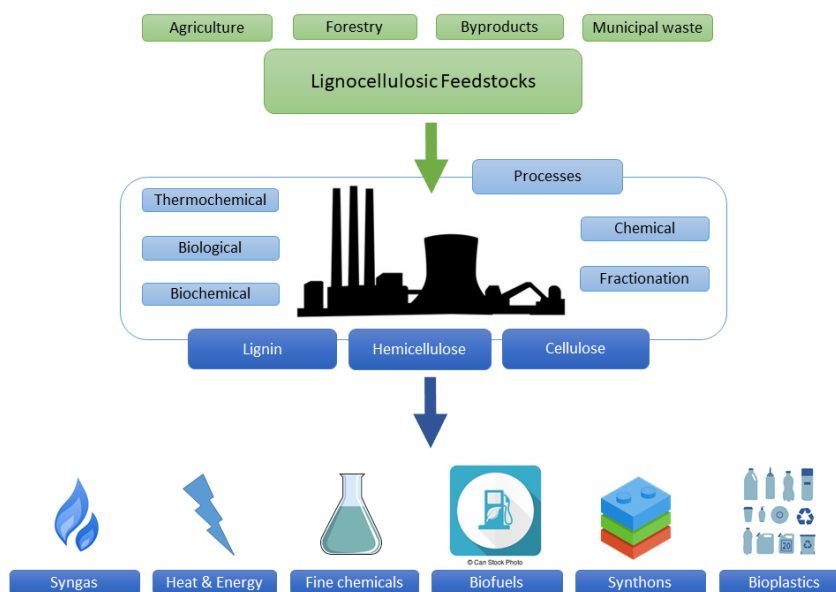 Agriculture
Forestry
Byproducts
Municipal waste
Lignocellulosic Feedstocks
Processes
Thermochemical
Chemical
Biological
Fractionation
Biochemical
Lignin
Hemicellulose
Cellulose
20
© Can Stock Photo
Syngas
Heat & Energy
Fine chemicals
Biofuels
Synthons
Bioplastics